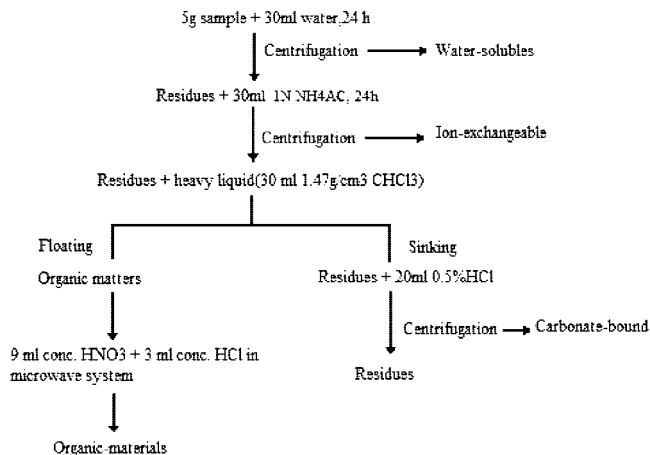 5g sample + 30ml water,24 h
Centrifugation
Water-solubles
Residues + 30ml 1N NH4AC, 24h
Centrifugation
Ion-exchangeable
Residues + heavy liquid(30 ml 1.47g/cm3 CHCl3)
Floating
Sinking
Organic matters
Residues + 20ml 0.5%HCl
Centrifugation
Carbonate-bound
9 ml conc. HNO3 + 3 ml conc. HCl in
microwave system
Residues
Organic-materials